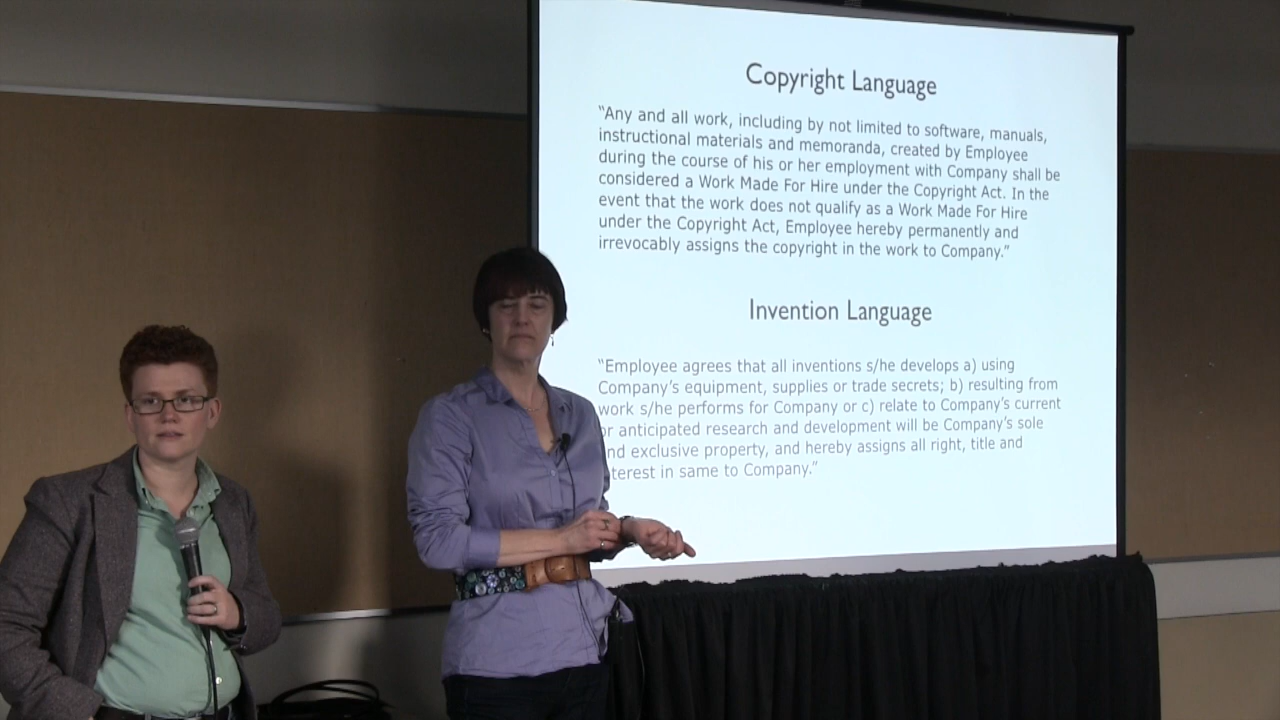 Copyright Language
"Any and all work, including by not limited to software, manuals,
instructional materials and memoranda, created by Employee
during the course of his or her employment with Company shall be
considered a Work Made For Hire under the Copyright Act. In the
event that the work does not qualify as a Work Made For Hire
under the Copyright Act, Employee hereby permanently and
irrevocably assigns the copyright in the work to Company."
Invention Language
"Employee agrees that all inventions s/he develops a) using
Company's equipment, supplies or trade secrets; b) resulting from
work s/he performs for Company or c) relate to Company's current
or anticipated research and development will be Company's sole
nd exclusive property, and hereby assigns all right, title and
terest in same to Company."